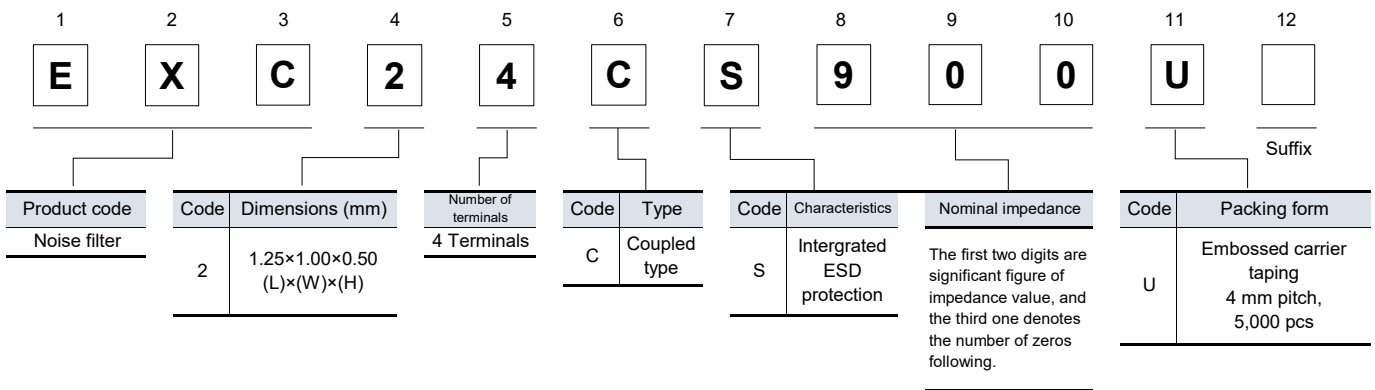 1 2 3 4 5 6 7 8 9 10 11 12
E X C 2 4 C S 9 0 0 U
Suffix
Product code
Noise filter
Code Dimensions (mm)
2 1.25×1.00×0.50
(L)×(W)×(H)
Number of
terminals
4 Terminals
Code Type
C Coupled
type
Code Characteristics
S Intergrated
ESD
protection
Nominal impedance
The first two digits are
significant figure of
impedance value, and
the third one denotes
the number of zeros
following.
Code Packing form
U Embossed carrier
taping
4 mm pitch,
5,000 pcs